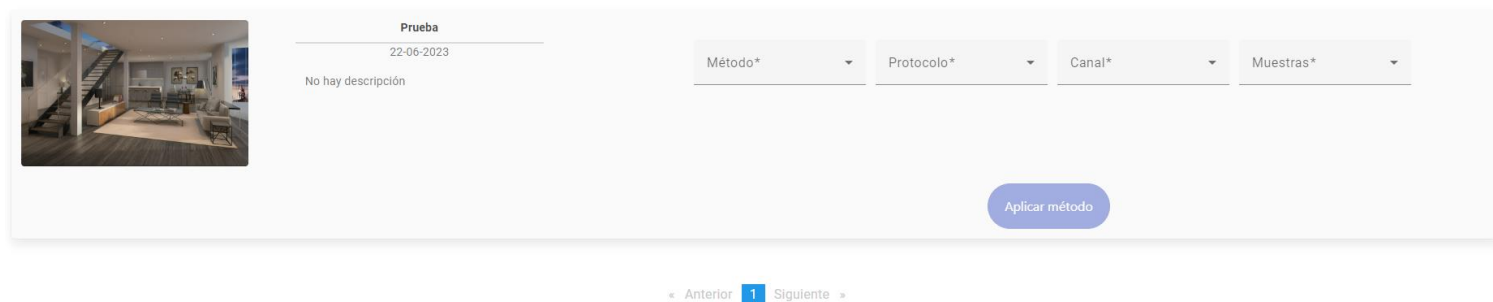 Prueba
22-06-2023
No hay descripción
Método* Protocolo* Canal* Muestras*
Aplicar método
« Anterior 1 Siguiente »